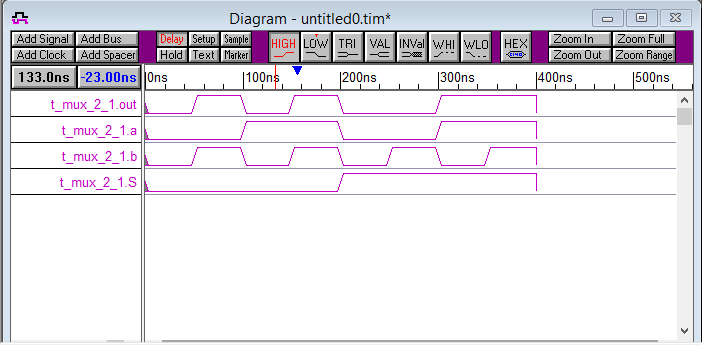 Diagram - untitled0.tim*
Add Signal Add Bus Delay Setup Sample HIGH LOW TRI VAL INVal WHI WLO HEX Zoom In Zoom Full
Add Clock Add Spacer Hold Text Marker Zoom Out Zoom Range
133.0ns -23.00ns 0ns 100ns 200ns 300ns 400ns 500ns
t_mux_2_1.out
t_mux_2_1.a
t_mux_2_1.b
t_mux_2_1.S